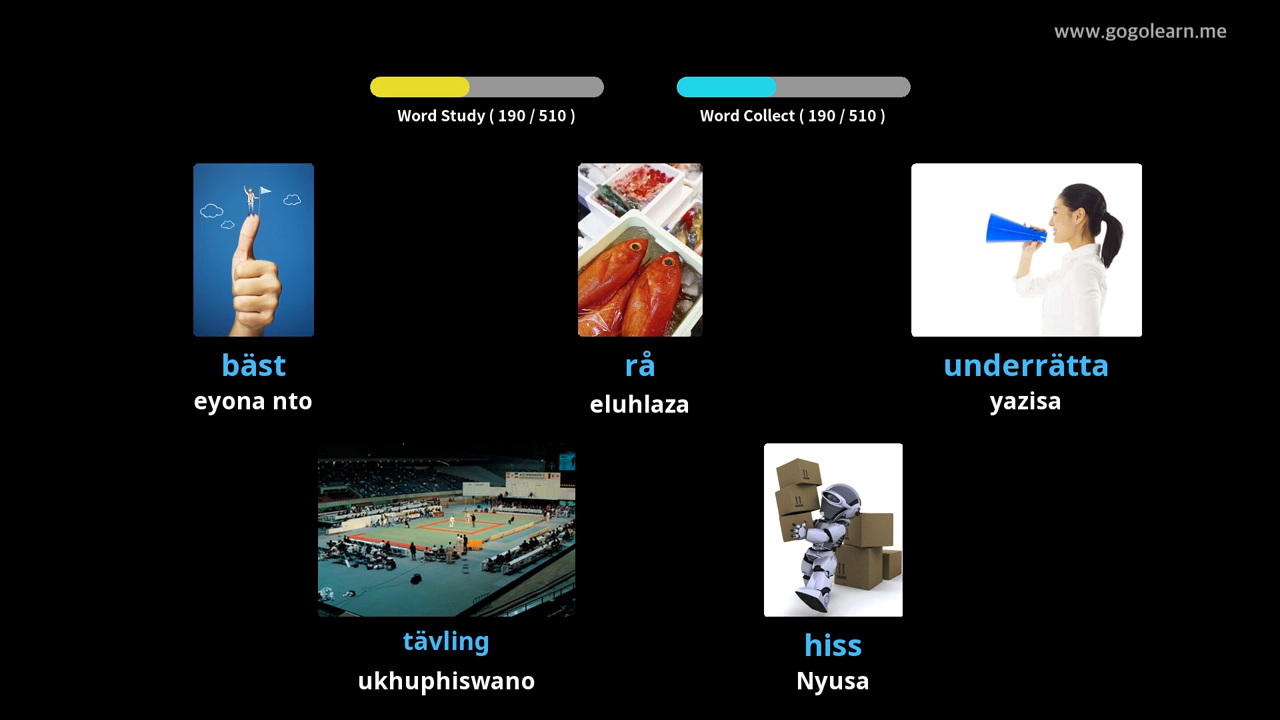 www.gogolearn.me
Word Study ( 190 / 510 )
Word Collect ( 190 / 510 )
bäst
eyona nto
rå
eluhlaza
underrätta
yazisa
tävling
ukhuphiswano
hiss
Nyusa